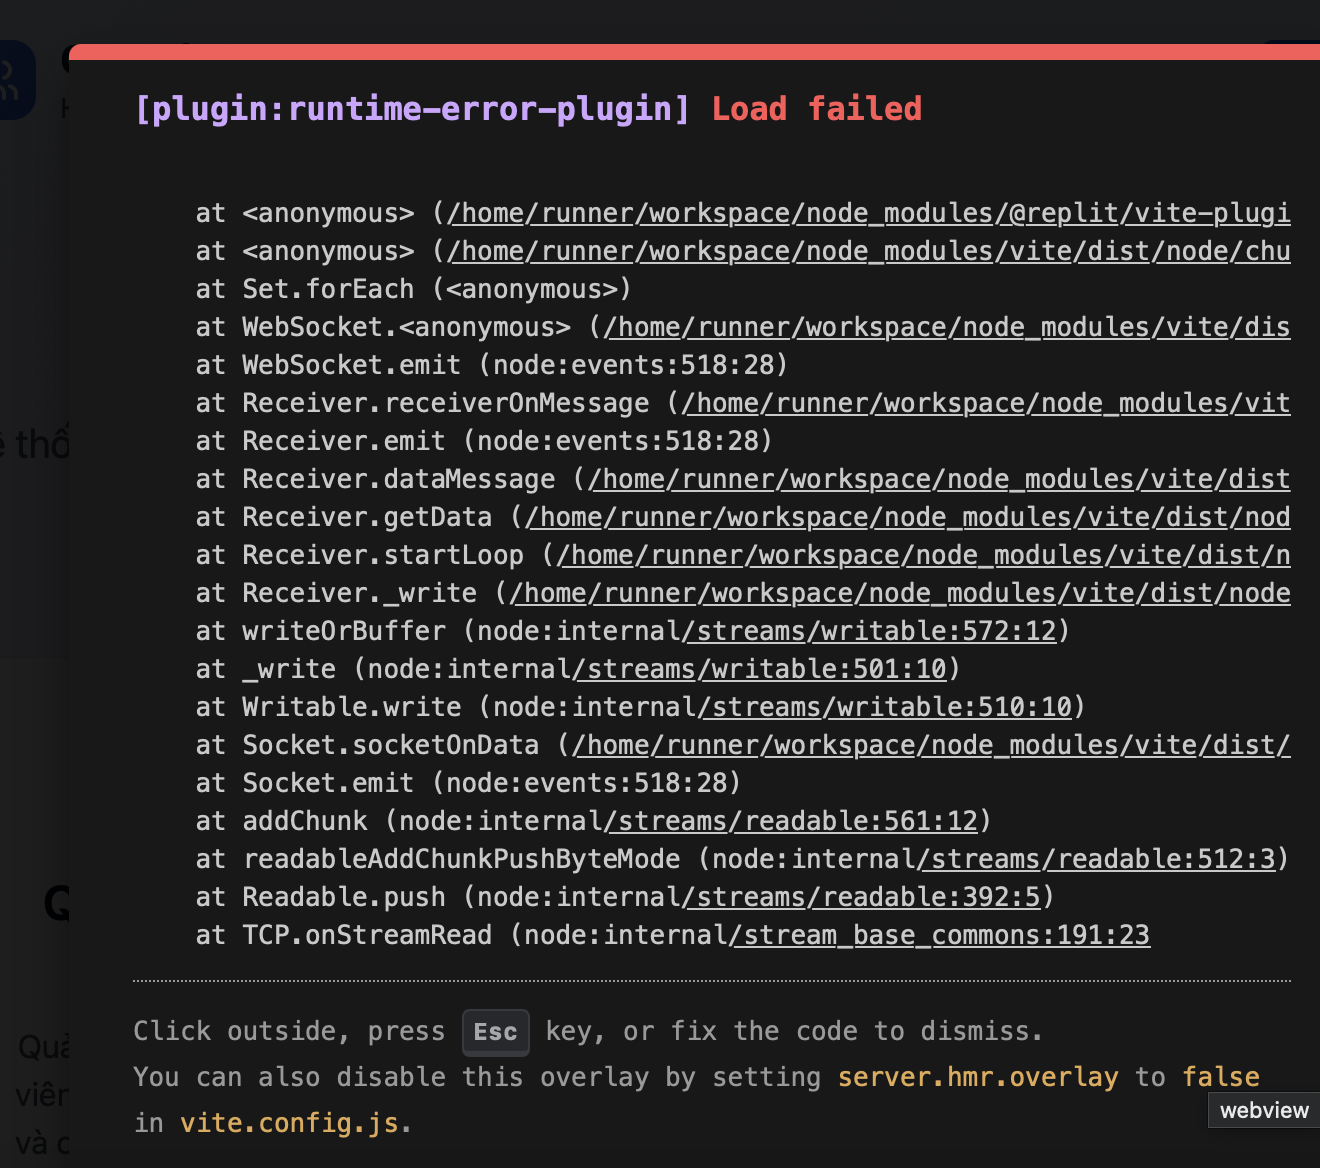 [plugin:runtime-error-plugin] Load failed
at <anonymous> (/home/runner/workspace/node_modules/@replit/vite-plugi
at <anonymous> (/home/runner/workspace/node_modules/vite/dist/node/chu
at Set.forEach (<anonymous>)
at WebSocket.<anonymous> (/home/runner/workspace/node_modules/vite/dis
at WebSocket.emit (node:events:518:28)
at Receiver.receiverOnMessage (/home/runner/workspace/node_modules/vit
at Receiver.emit (node:events:518:28)
at Receiver.dataMessage (/home/runner/workspace/node_modules/vite/dist
at Receiver.getData (/home/runner/workspace/node_modules/vite/dist/nod
at Receiver.startLoop (/home/runner/workspace/node_modules/vite/dist/n
at Receiver._write (/home/runner/workspace/node_modules/vite/dist/node
at writeOrBuffer (node:internal/streams/writable:572:12)
at _write (node:internal/streams/writable:501:10)
at Writable.write (node:internal/streams/writable:510:10)
at Socket.socketOnData (/home/runner/workspace/node_modules/vite/dist/
at Socket.emit (node:events:518:28)
at addChunk (node:internal/streams/readable:561:12)
at readableAddChunkPushByteMode (node:internal/streams/readable:512:3)
at Readable.push (node:internal/streams/readable:392:5)
at TCP.onStreamRead (node:internal/stream_base_commons:191:23
Click outside, press Esc key, or fix the code to dismiss.
You can also disable this overlay by setting server.hmr.overlay to false
in vite.config.js.
webview
thố
Q
Quả
viên
và c